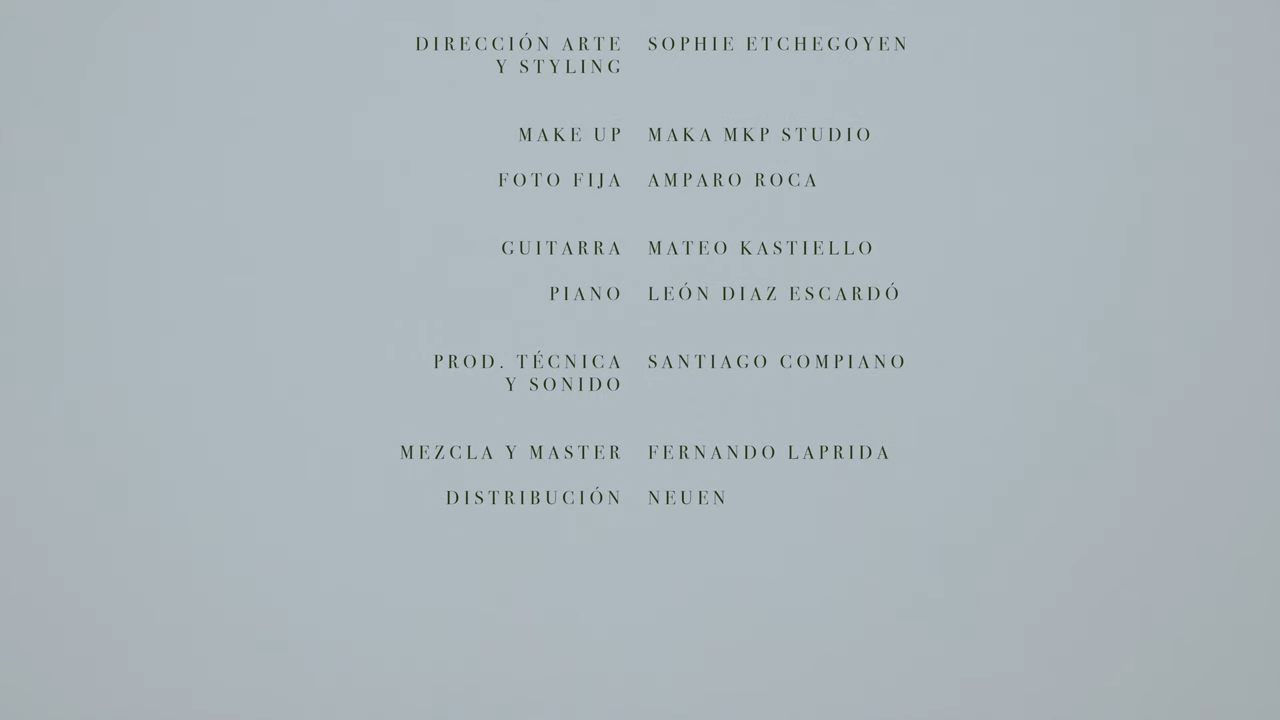 DIRECCIÓN ARTE SOPHIE ETCHEGOYEN
Y STYLING
MAKE UP MAKA MKP STUDIO
FOTO FIJA AMPARO ROCA
GUITARRA MATEO KASTIELLO
PIANO LEÓN DIAZ ESCARDÓ
PROD. TÉCNICA SANTIAGO COMPIANO
Y SONIDO
MEZCLA Y MASTER FERNANDO LAPRIDA
DISTRIBUCIÓN NEUEN